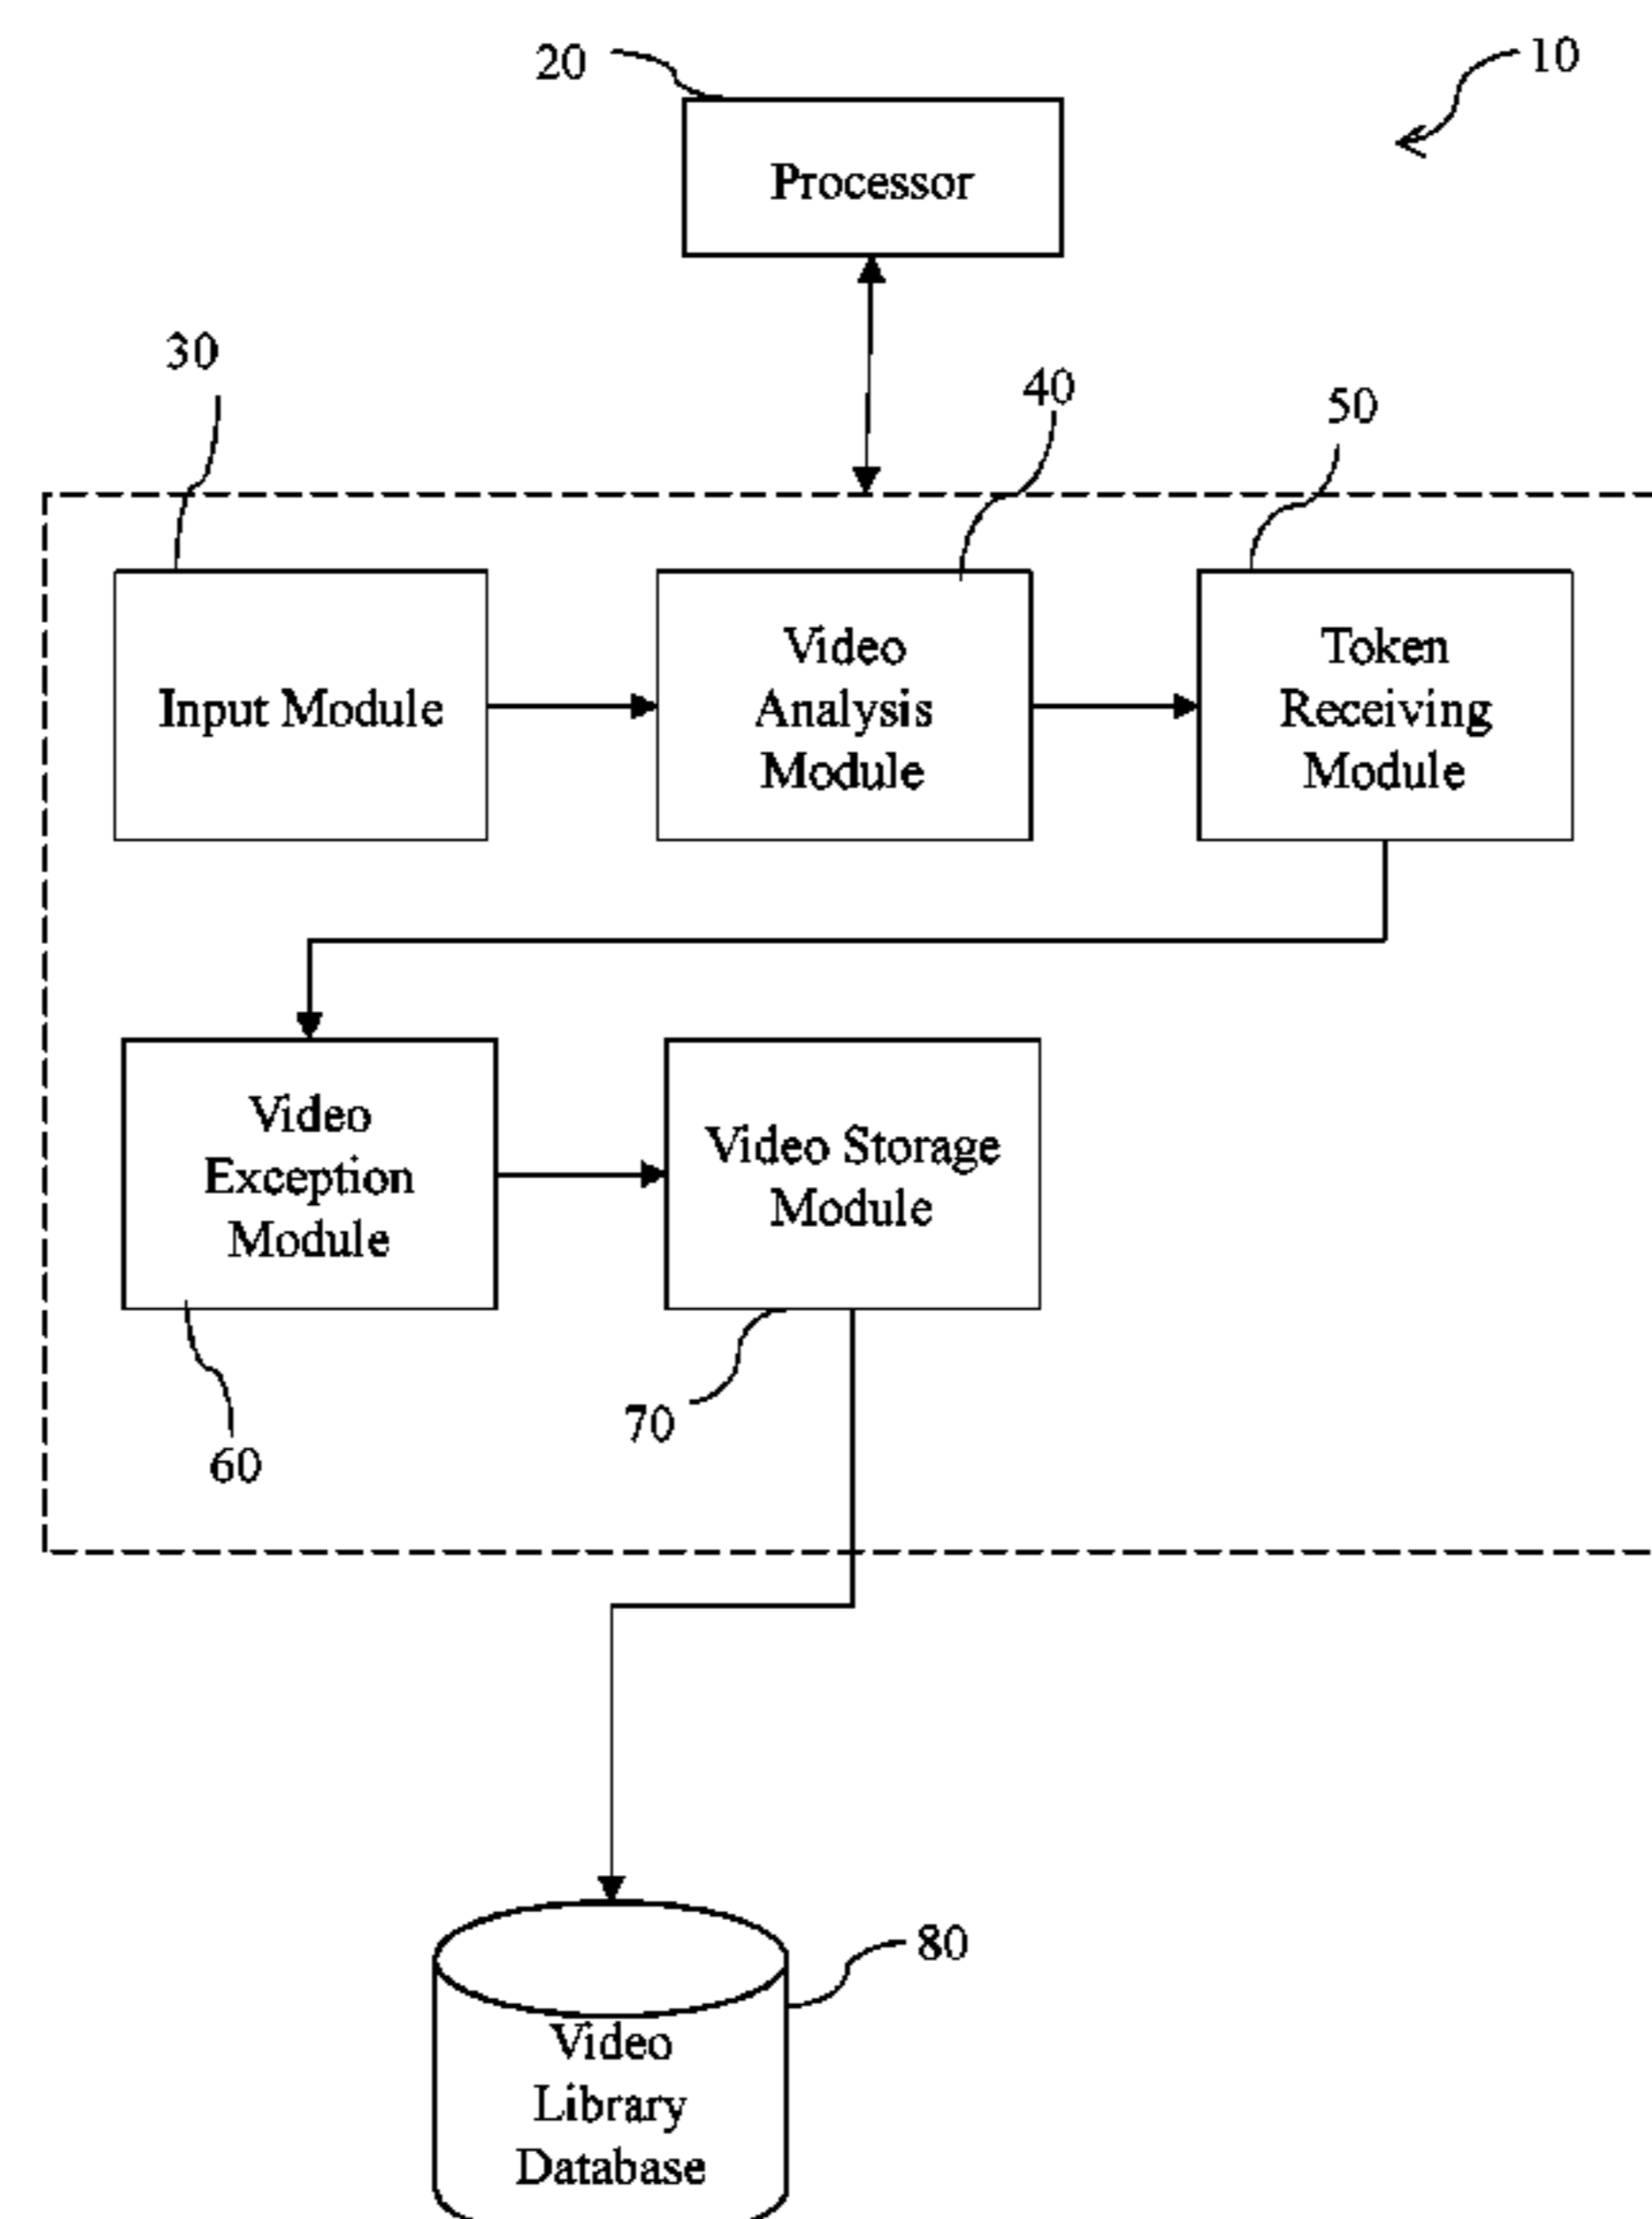 20
10
Processor
30
40
50
Input Module
Video
Analysis
Module
Token
Receiving
Module
Video
Exception
Module
Video Storage
Module
70
60
80
Video
Library
Database